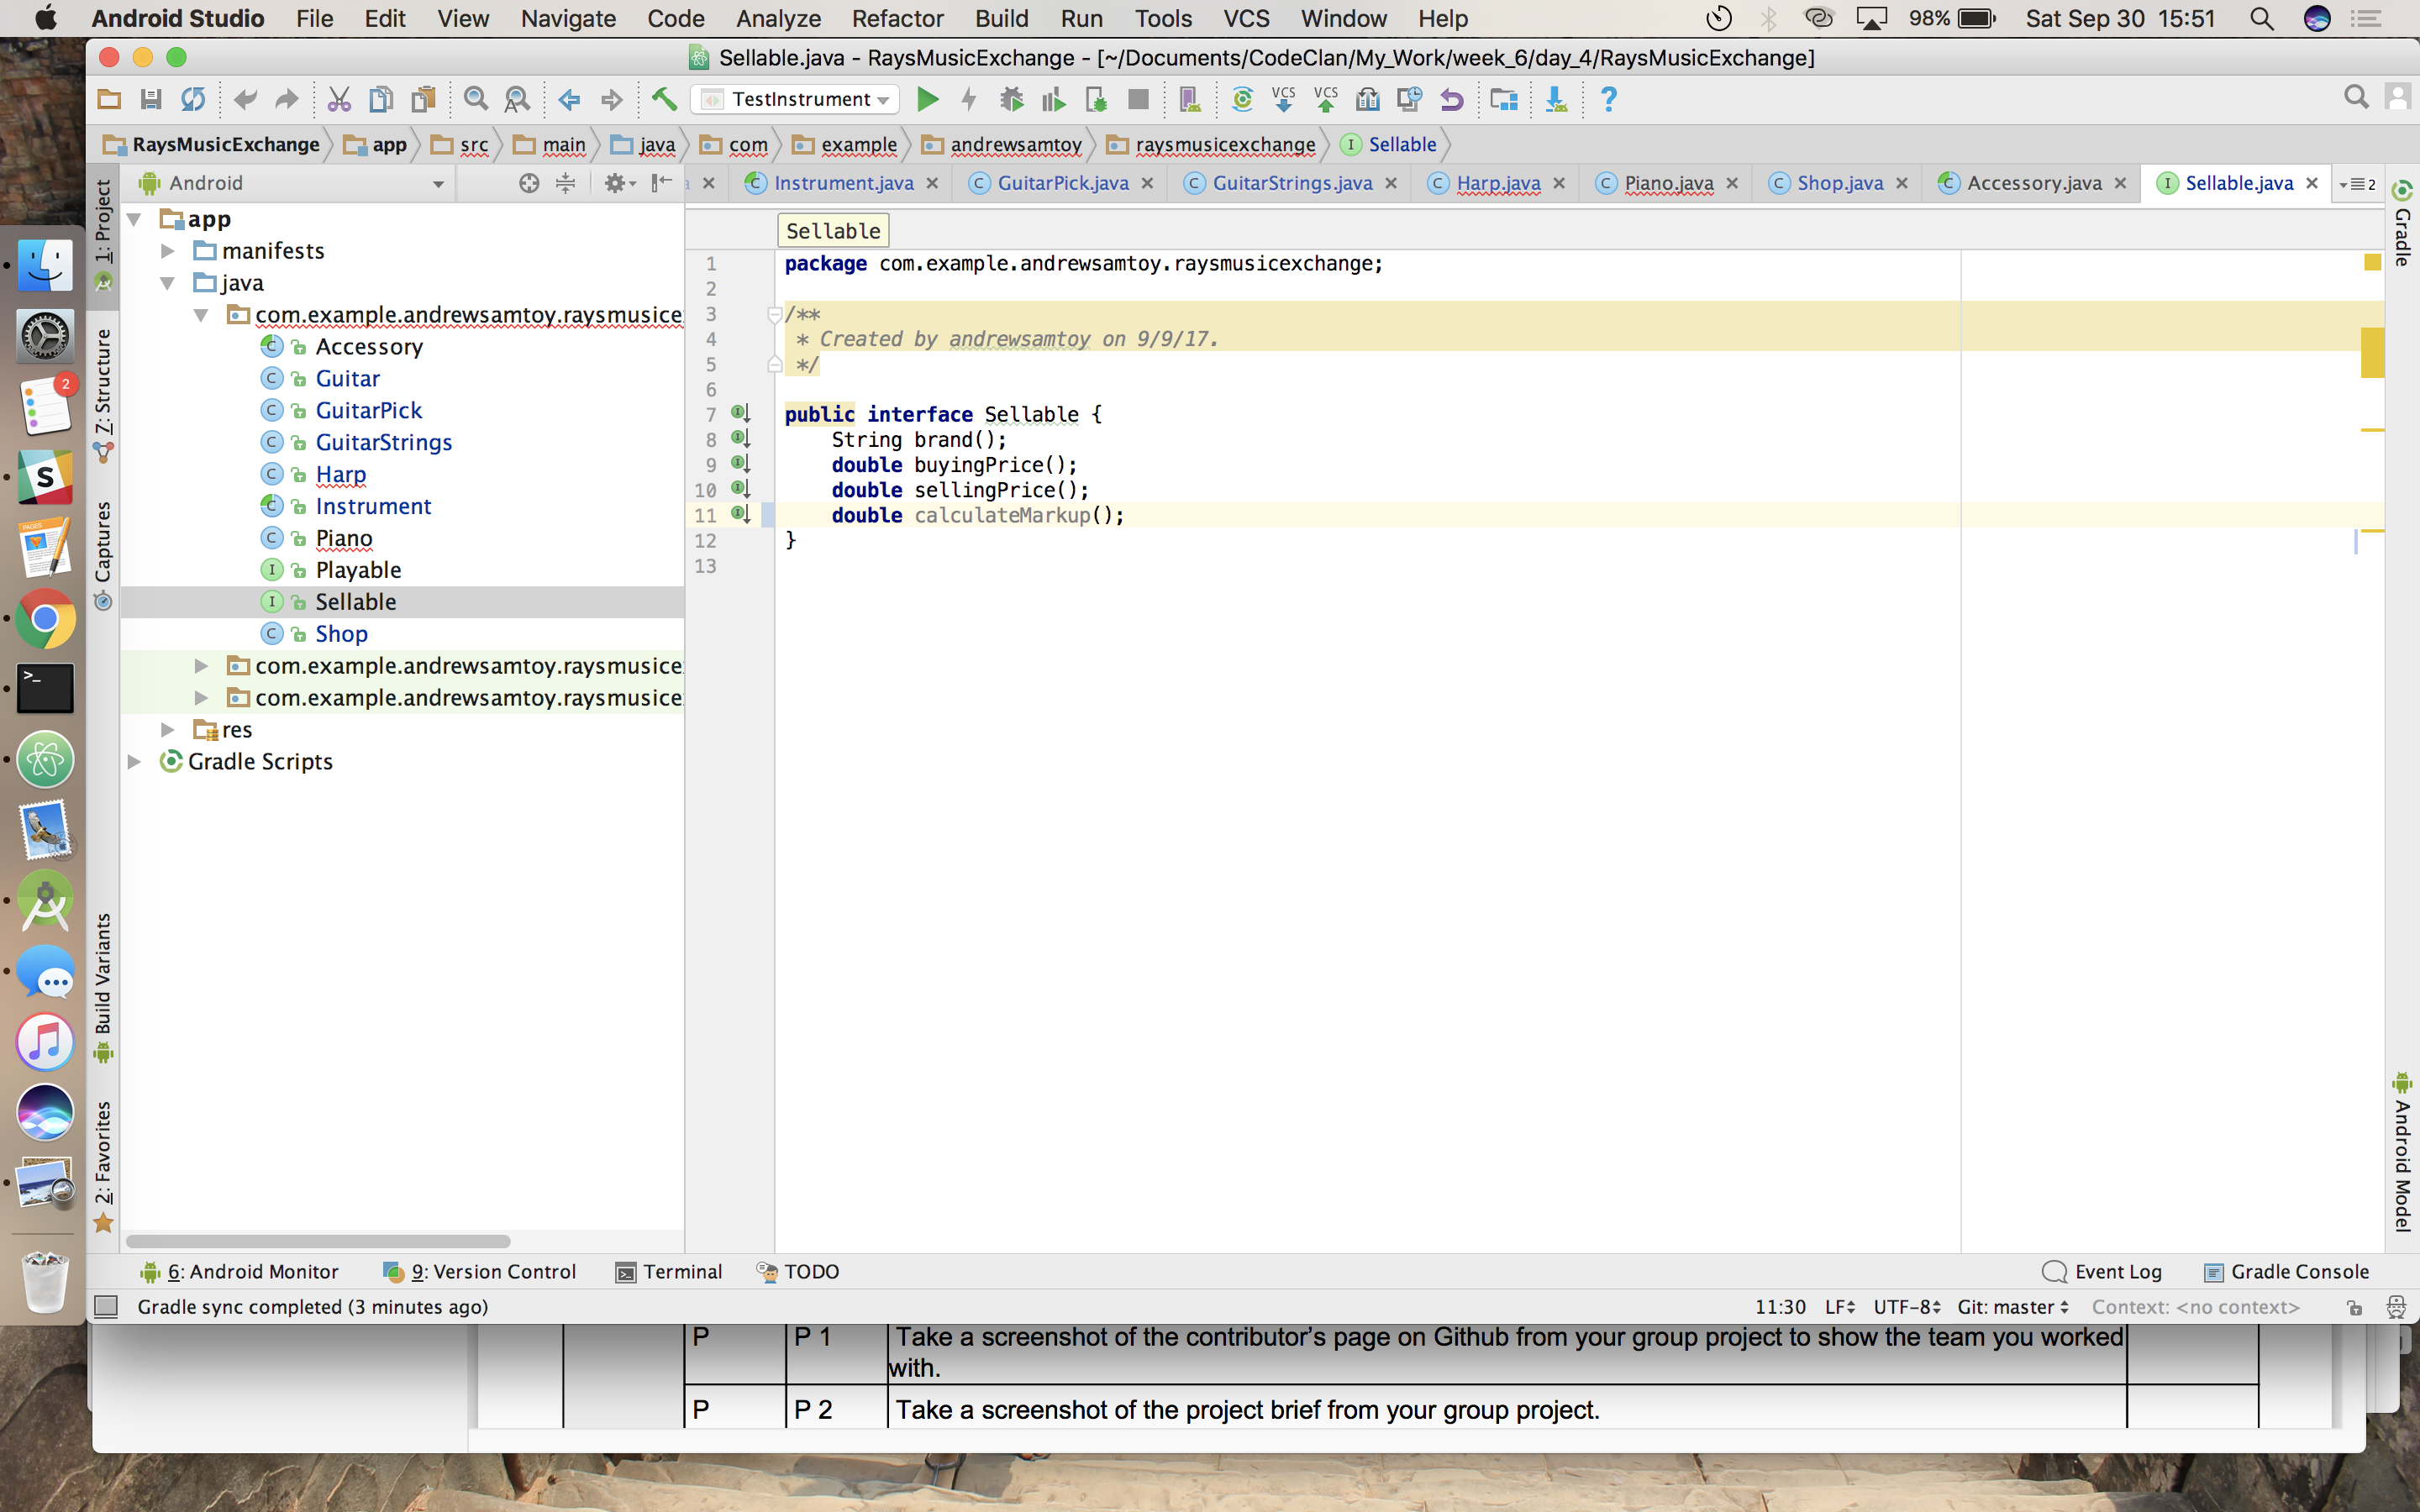 Android Studio File Edit View Navigate Code Analyze Refactor Build Run Tools VCS Window Help 98% Sat Sep 30 15:51
Sellable.java - RaysMusicExchange - [~/Documents/CodeClan/My_Work/week_6/day_4/RaysMusicExchange]
TestInstrument VCS VCS ?
RaysMusicExchange app src main java com example andrewsamtoy raysmusicexchange Sellable
Android Instrument.java GuitarPick.java GuitarStrings.java Harp.java Piano.java Shop.java Accessory.java Sellable.java 2
1: Project
7: Structure
Captures
Build Variants
2: Favorites
app
manifests
java
com.example.andrewsamtoy.raysmusice
Accessory
Guitar
GuitarPick
GuitarStrings
Harp
Instrument
Piano
Playable
Sellable
Shop
com.example.andrewsamtoy.raysmusice
com.example.andrewsamtoy.raysmusice
res
Gradle Scripts
Sellable
1 package com.example.andrewsamtoy.raysmusicexchange;
2
3 /**
4 * Created by andrewsamtoy on 9/9/17.
5 */
6
7 public interface Sellable {
8 String brand();
9 double buyingPrice();
10 double sellingPrice();
11 double calculateMarkup();
12 }
13
Gradle
Android Model
2
S
PAGES
>_
6: Android Monitor 9: Version Control Terminal TODO Event Log Gradle Console
Gradle sync completed (3 minutes ago) 11:30 LF UTF-8 Git: master Context: <no context>
P P 1 Take a screenshot of the contributor's page on Github from your group project to show the team you worked
with.
P P 2 Take a screenshot of the project brief from your group project.